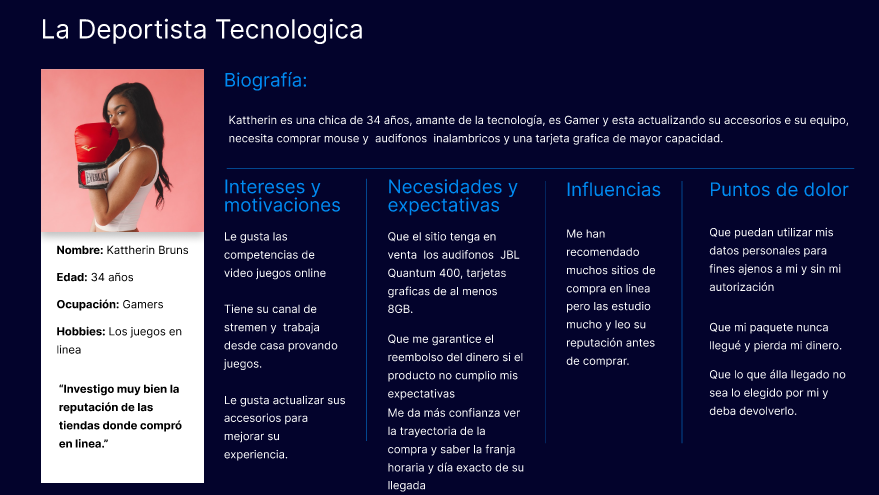 La Deportista Tecnologica
Biografía:
Kattherin es una chica de 34 años, amante de la tecnología, es Gamer y esta actualizando su accesorios e su equipo,
necesita comprar mouse y audifonos inalambricos y una tarjeta grafica de mayor capacidad.
EVERLAST
Nombre: Kattherin Bruns
Edad: 34 años
Ocupación: Gamers
Hobbies: Los juegos en
linea
“Investigo muy bien la
reputación de las
tiendas donde compró
en linea.”
Intereses y
motivaciones
Le gusta las
competencias de
video juegos online
Tiene su canal de
stremen y trabaja
desde casa provando
juegos.
Le gusta actualizar sus
accesorios para
mejorar su
experiencia.
Necesidades y
expectativas
Que el sitio tenga en
venta los audifonos JBL
Quantum 400, tarjetas
graficas de al menos
8GB.
Que me garantice el
reembolso del dinero si el
producto no cumplio mis
expectativas
Me da más confianza ver
la trayectoria de la
compra y saber la franja
horaria y día exacto de su
llegada
Influencias
Me han
recomendado
muchos sitios de
compra en linea
pero las estudio
mucho y leo su
reputación antes
de comprar.
Puntos de dolor
Que puedan utilizar mis
datos personales para
fines ajenos a mi y sin mi
autorización
Que mi paquete nunca
llegué y pierda mi dinero.
Que lo que álla llegado no
sea lo elegido por mi y
deba devolverlo.